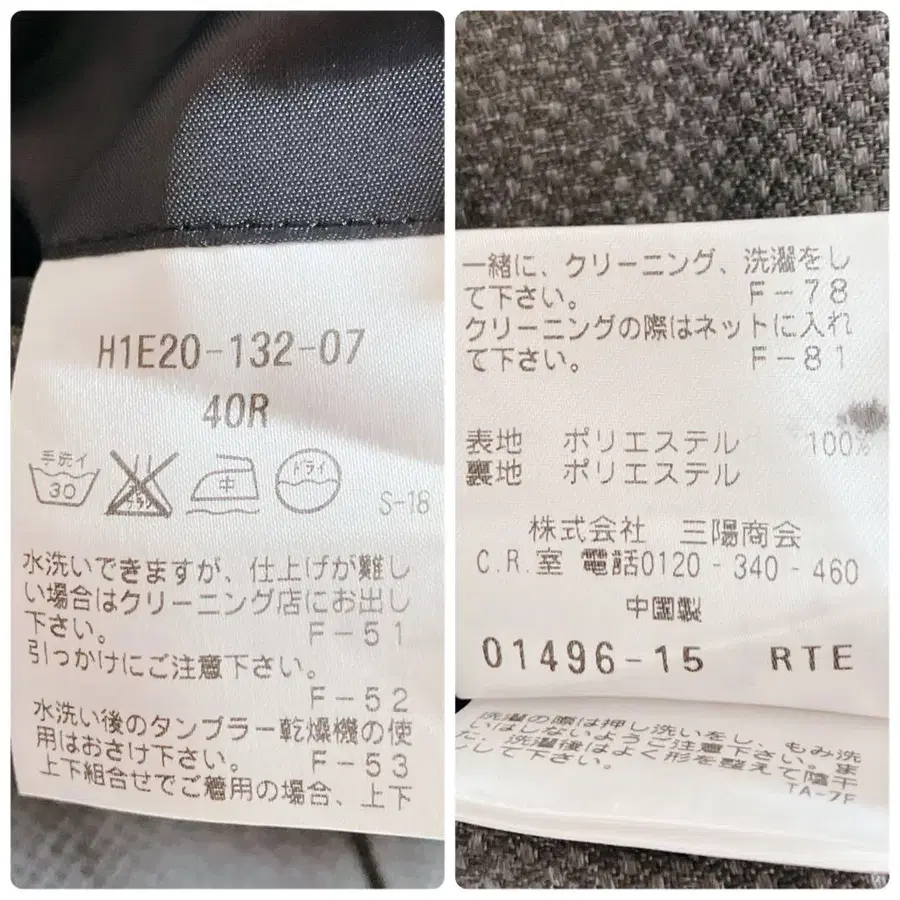 H1E20-132-07
40R
手洗イ
30
中
ドライ
S-18
水洗いできますが、仕上げが難し
い場合はクリーニング店にお出し
下さい。 F-51
引っかけにご注意下さい。
F-52
水洗い後のタンブラー乾燥機の使
用はおさけ下さい。 F-53
上下組合せでご着用の場合、上下
一緒に、クリーニング、洗濯をし
て下さい。 F-78
クリーニングの際はネットに入れ
て下さい。 F-81
表地 ポリエステル 100%
裏地 ポリエステル
株式会社 三陽商会
C.R.室 電話0120-340-460
中国製
01496-15 RTE
洗濯の際は押し洗いをし、もみ洗
いはしないようご注意下さい。ま
た、洗濯後はよく形を整えて陰干
しして下さい。
TA-7F